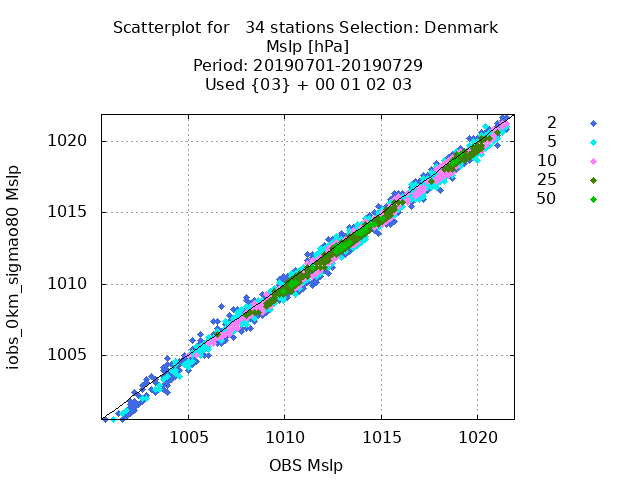 Scatterplot for   34 stations Selection: Denmark
Mslp [hPa]
Period: 20190701-20190729
Used {03} + 00 01 02 03
2
5
10
25
50
iobs_0km_sigmao80 Mslp
1020
1015
1010
1005
1005 1010 1015 1020
OBS Mslp